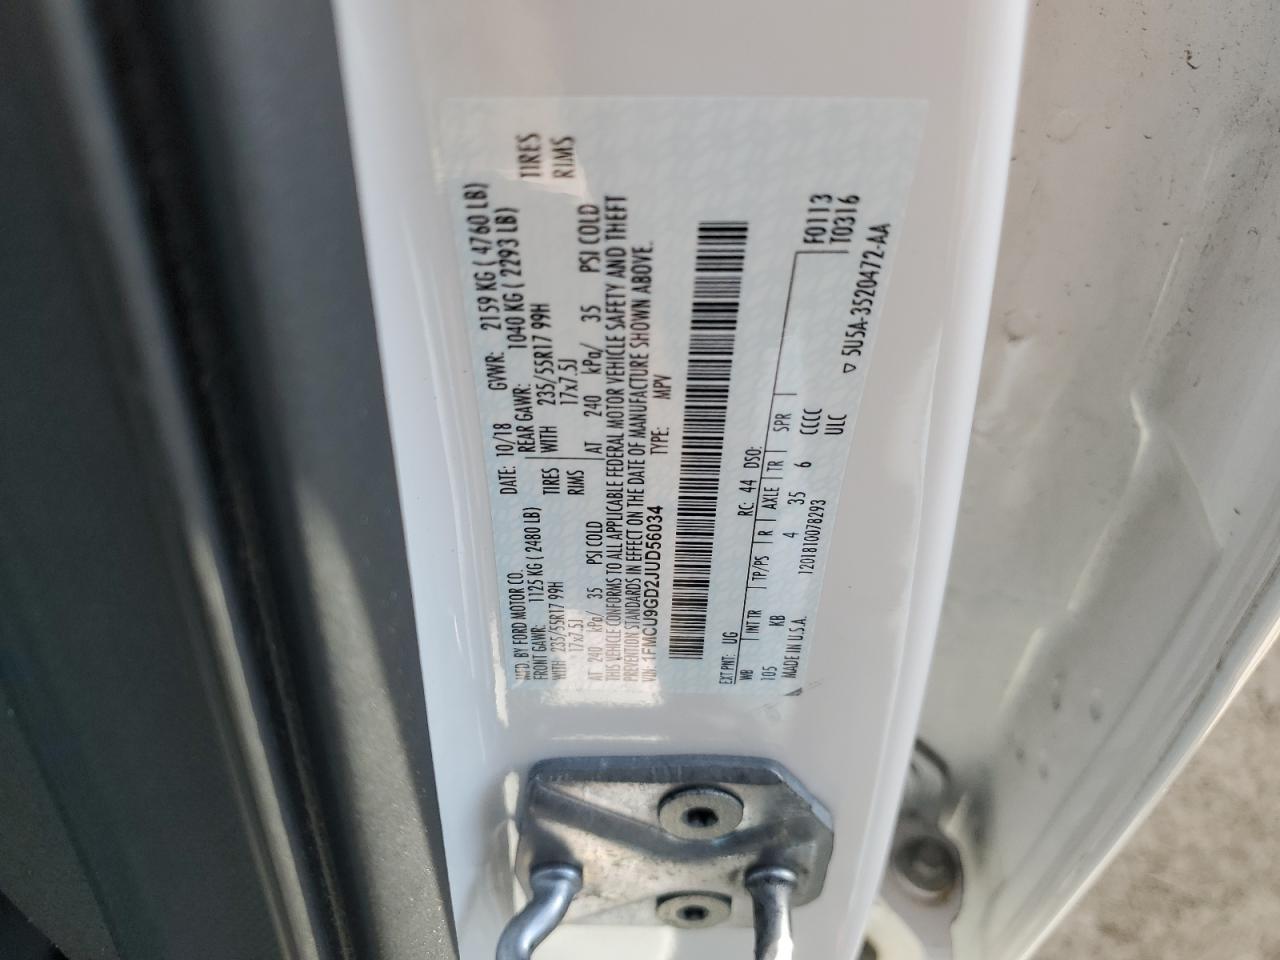 MFD. BY FORD MOTOR CO.
DATE: 10/18 GVWR: 2159 KG ( 4760 LB)
FRONT GAWR: 1125 KG ( 2480 LB) REAR GAWR: 1040 KG ( 2293 LB)
WITH 235/55R17 99H TIRES WITH 235/55R17 99H TIRES
17x7.5J RIMS 17x7.5J RIMS
AT 240 kPa/ 35 PSI COLD AT 240 kPa/ 35 PSI COLD
THIS VEHICLE CONFORMS TO ALL APPLICABLE FEDERAL MOTOR VEHICLE SAFETY AND THEFT
PREVENTION STANDARDS IN EFFECT ON THE DATE OF MANUFACTURE SHOWN ABOVE.
VIN: 1FMCU9GD2JUD56034 TYPE: MPV
EXT PNT: UG RC: 44 DSO: F0113
WB INT TR TP/PS R AXLE TR SPR T0316
105 KB 4 35 6 CCCC
MADE IN U.S.A. 1201810078293 ULC
▽ 5U5A-3520472-AA